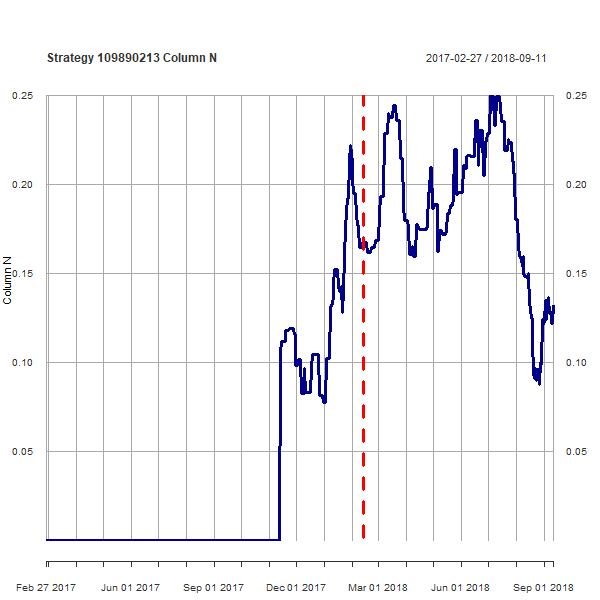 Strategy 109890213 Column N
2017-02-27 / 2018-09-11
0.25
0.25
0.20
0.20
0.15
0.15
Column N
0.10
0.10
0.05
0.05
Feb 27 2017
Jun 01 2017
Sep 01 2017
Dec 01 2017
Mar 01 2018
Jun 01 2018
Sep 01 2018